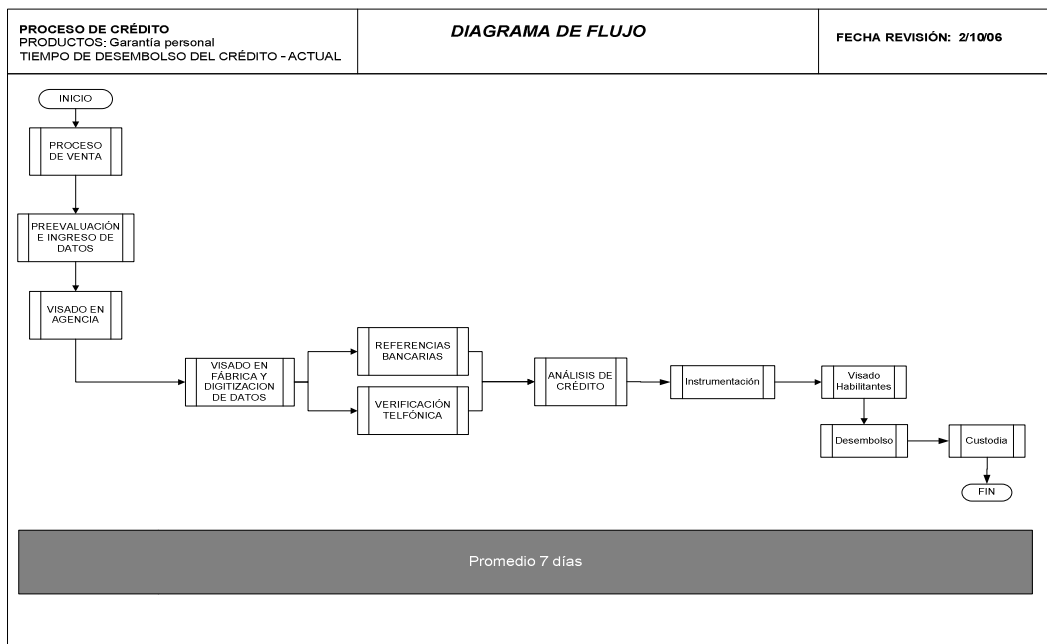 PROCESO DE CRÉDITO
PRODUCTOS: Garantía personal
TIEMPO DE DESEMBOLSO DEL CRÉDITO - ACTUAL
DIAGRAMA DE FLUJO
FECHA REVISIÓN: 2/10/06
INICIO
PROCESO
DE VENTA
PREEVALUACIÓN
E INGRESO DE
DATOS
VISADO EN
AGENCIA
VISADO EN
FÁBRICA Y
DIGITIZACION
DE DATOS
REFERENCIAS
BANCARIAS
VERIFICACIÓN
TELFÓNICA
ANÁLISIS DE
CRÉDITO
Instrumentación
Visado
Habilitantes
Desembolso
Custodia
FIN
Promedio 7 días